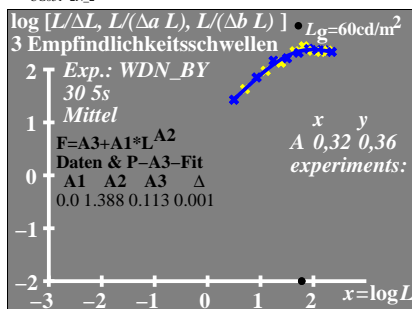 log [L/ΔL, L/(Δa L), L/(Δb L) ]
Lg=60cd/m²
3 Empfindlichkeitsschwellen
2
Exp.: WDN_BY
30 5s
Mittel
1
x y
F=A3+A1*L^A2
A 0,32 0,36
Daten & P−A3−Fit
experiments:
0
A1 A2 A3 Δ
0.0 1.388 0.113 0.001
−1
−2
−3 −2 −1 0 1 2
x=logL